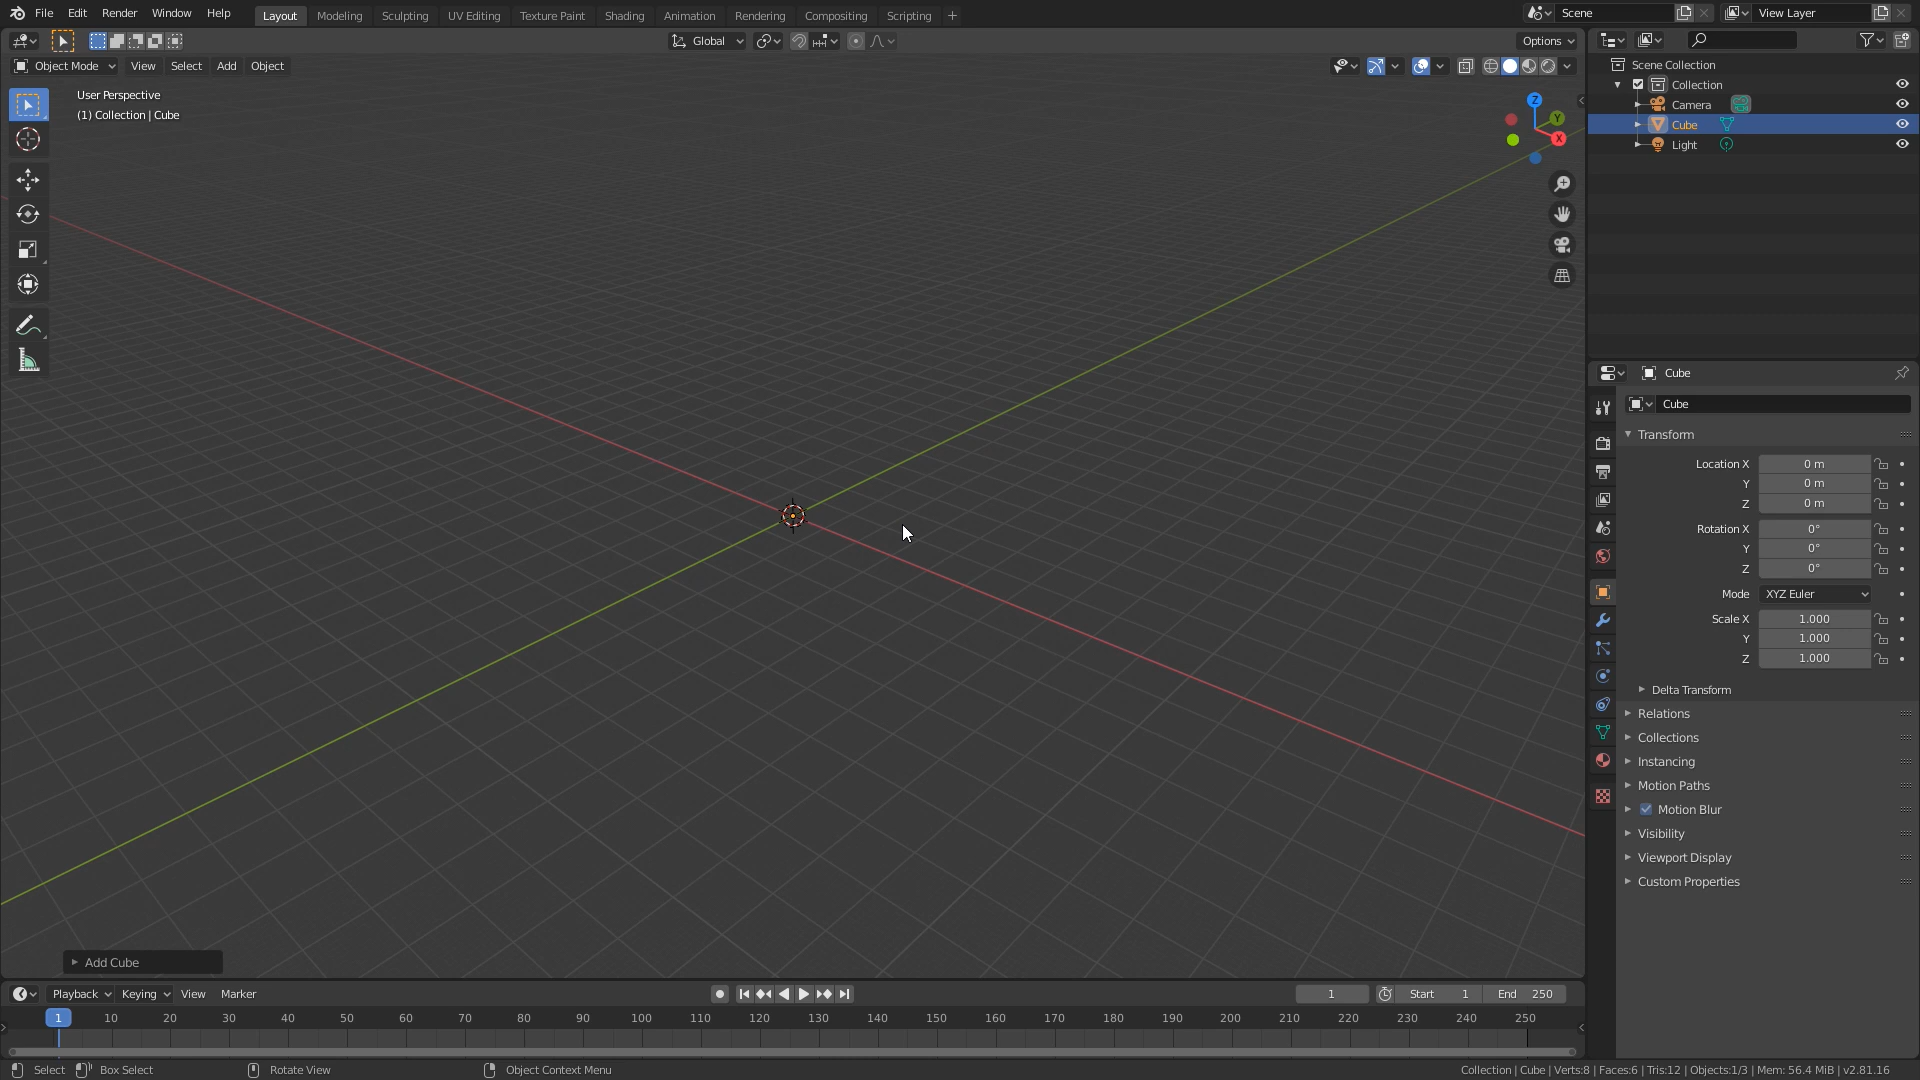 File Edit Render Window Help
Layout Modeling Sculpting UV Editing Texture Paint Shading Animation Rendering Compositing Scripting +
Scene
View Layer
Global
Options
Object Mode View Select Add Object
User Perspective
(1) Collection | Cube
Z
Y
X
Scene Collection
Collection
Camera
Cube
Light
Cube
Cube
Transform
Location X 0 m
Y 0 m
Z 0 m
Rotation X 0°
Y 0°
Z 0°
Mode XYZ Euler
Scale X 1.000
Y 1.000
Z 1.000
Delta Transform
Relations
Collections
Instancing
Motion Paths
Motion Blur
Visibility
Viewport Display
Custom Properties
Add Cube
Playback Keying View Marker
1 Start 1 End 250
1 10 20 30 40 50 60 70 80 90 100 110 120 130 140 150 160 170 180 190 200 210 220 230 240 250
Select Box Select Rotate View Object Context Menu
Collection | Cube | Verts:8 | Faces:6 | Tris:12 | Objects:1/3 | Mem: 56.4 MiB | v2.81.16